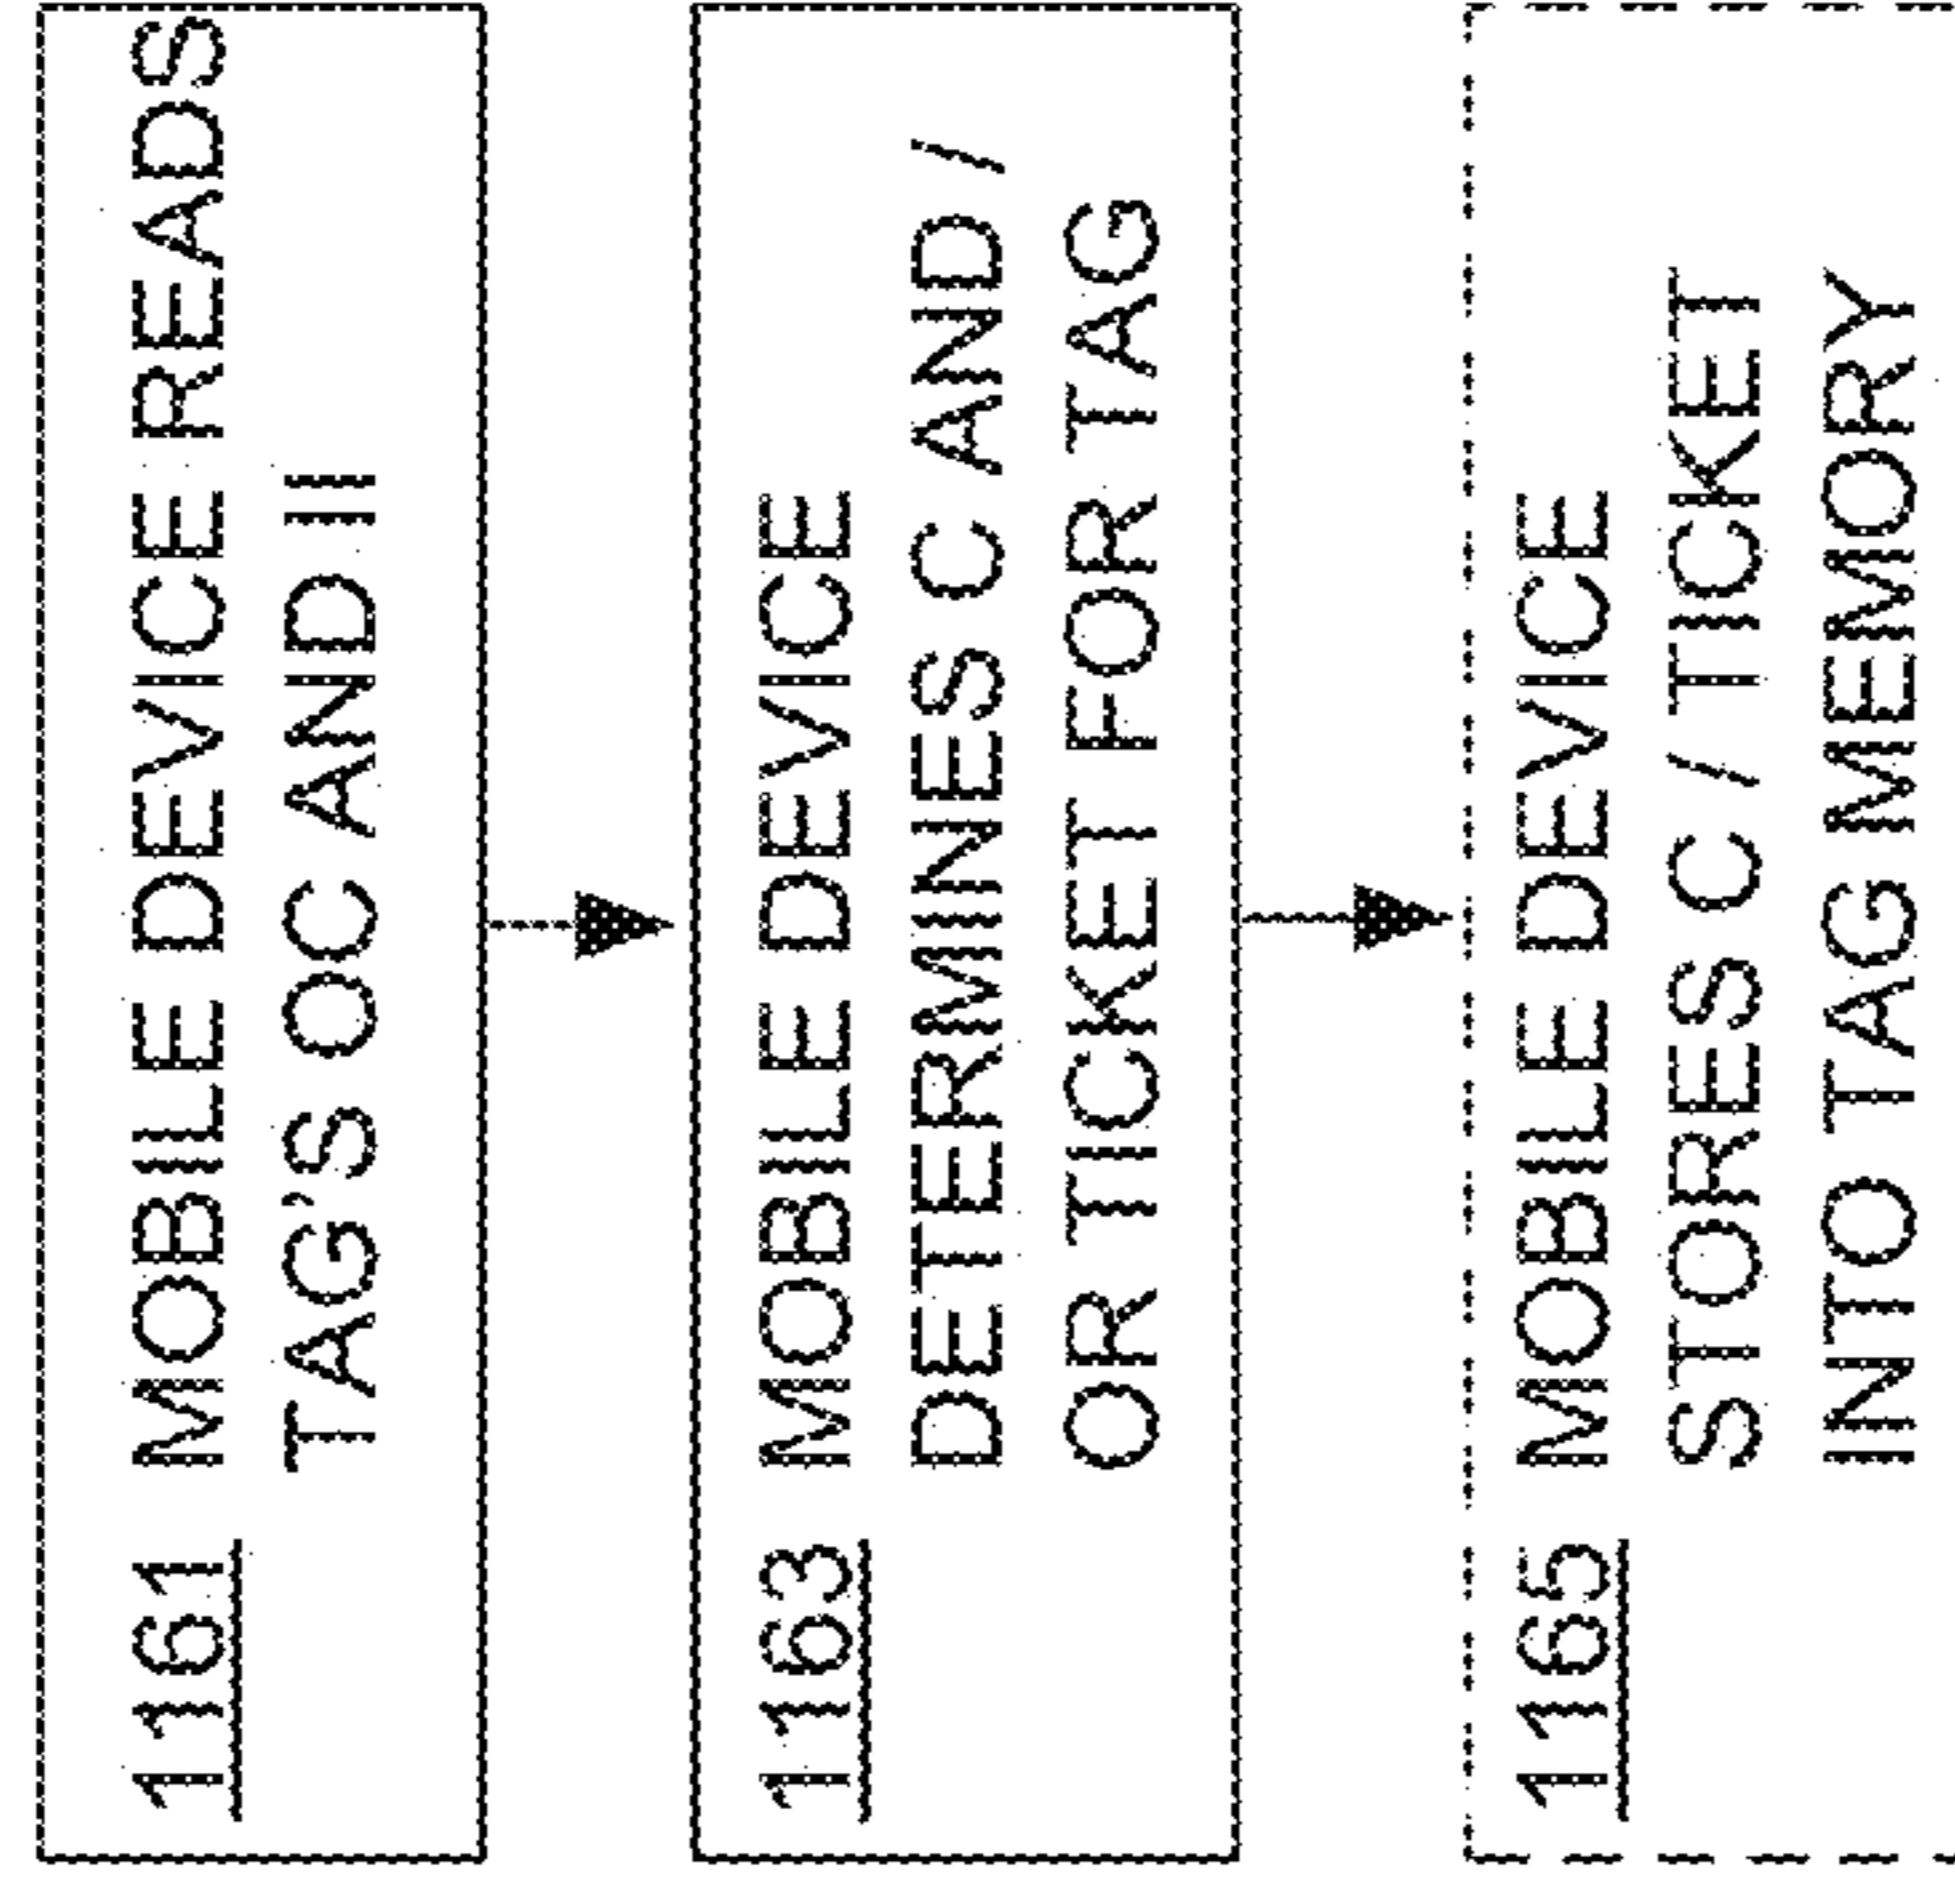 1161 MOBILE DEVICE READS
TAG'S OC AND II
1163 MOBILE DEVICE
DETERMINES C AND /
OR TICKET FOR TAG
1165 MOBILE DEVICE
STORES C / TICKET
INTO TAG MEMORY